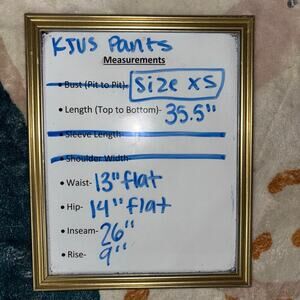 KJUS Pants
Measurements
• Bust (Pit to Pit)- Size XS
• Length (Top to Bottom)- 35.5"
• Sleeve Length-
• Shoulder Width-
• Waist- 13" flat
• Hip- 14" flat
• Inseam- 26"
• Rise- 9"